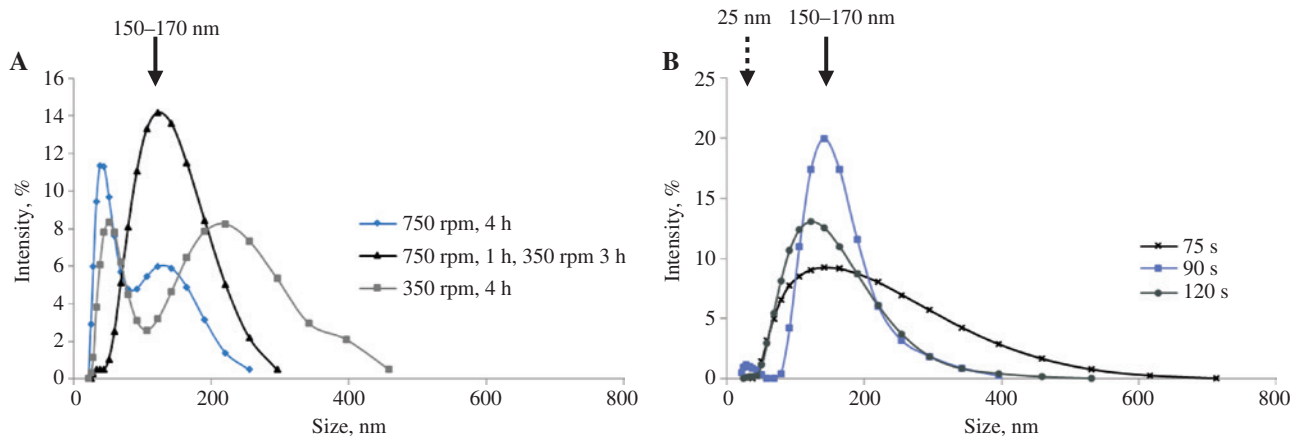 150–170 nm
A
16
14
12
10
8
6
4
2
0
Intensity, %
0
200
400
600
800
Size, nm
750 rpm, 4 h
750 rpm, 1 h, 350 rpm 3 h
350 rpm, 4 h
25 nm
150–170 nm
B
25
20
15
10
5
0
Intensity, %
0
200
400
600
800
Size, nm
75 s
90 s
120 s